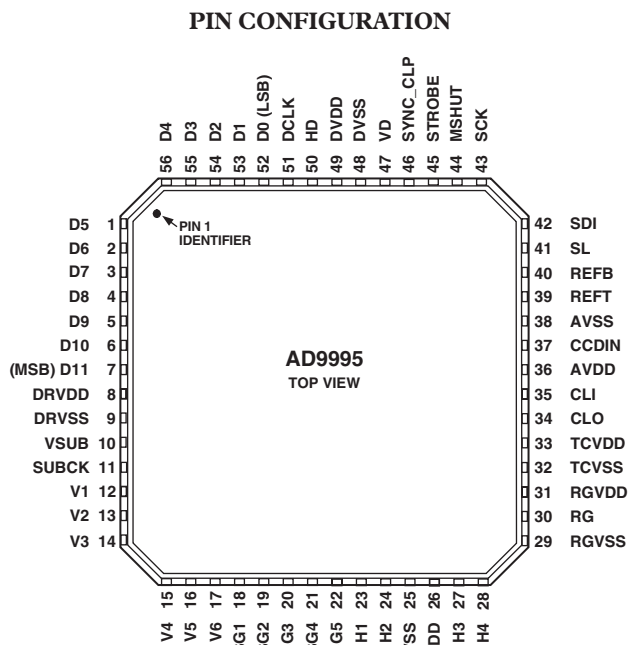 PIN CONFIGURATION
56 D4
55 D3
54 D2
53 D1
52 D0 (LSB)
51 DCLK
50 HD
49 DVDD
48 DVSS
47 VD
46 SYNC_CLP
45 STROBE
44 MSHUT
43 SCK
D5 1
D6 2
D7 3
D8 4
D9 5
D10 6
(MSB) D11 7
DRVDD 8
DRVSS 9
VSUB 10
SUBCK 11
V1 12
V2 13
V3 14
PIN 1
IDENTIFIER
AD9995
TOP VIEW
42 SDI
41 SL
40 REFB
39 REFT
38 AVSS
37 CCDIN
36 AVDD
35 CLI
34 CLO
33 TCVDD
32 TCVSS
31 RGVDD
30 RG
29 RGVSS
V4 15
V5 16
V6 17
18
19
20
21
22
H1 23
H2 24
25
26
H3 27
H4 28